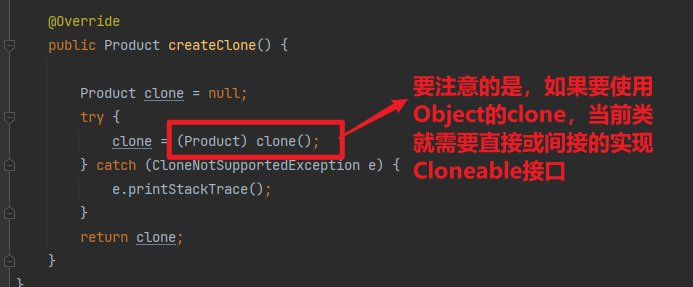 @Override
public Product createClone() {
Product clone = null;
try {
clone = (Product) clone();
} catch (CloneNotSupportedException e) {
e.printStackTrace();
}
return clone;
}
}
要注意的是，如果要使用
Object的clone，当前类
就需要直接或间接的实现
Cloneable接口